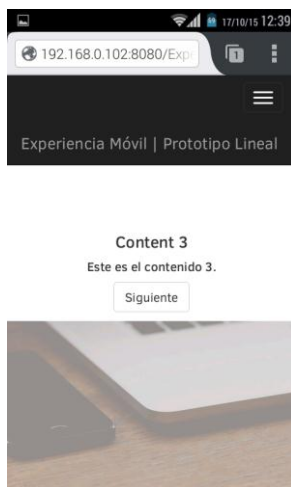 17/10/15 12:39
192.168.0.102:8080/Exp
1
Experiencia Móvil | Prototipo Lineal
Content 3
Este es el contenido 3.
Siguiente